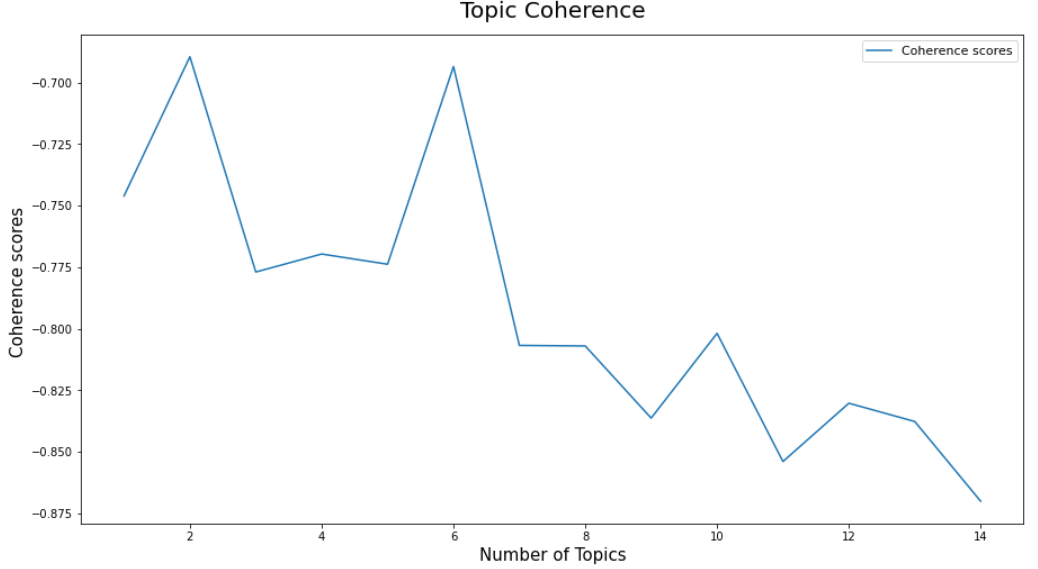 Topic Coherence
Coherence scores
−0.700
−0.725
−0.750
−0.775
−0.800
−0.825
−0.850
−0.875
Coherence scores
2 4 6 8 10 12 14
Number of Topics